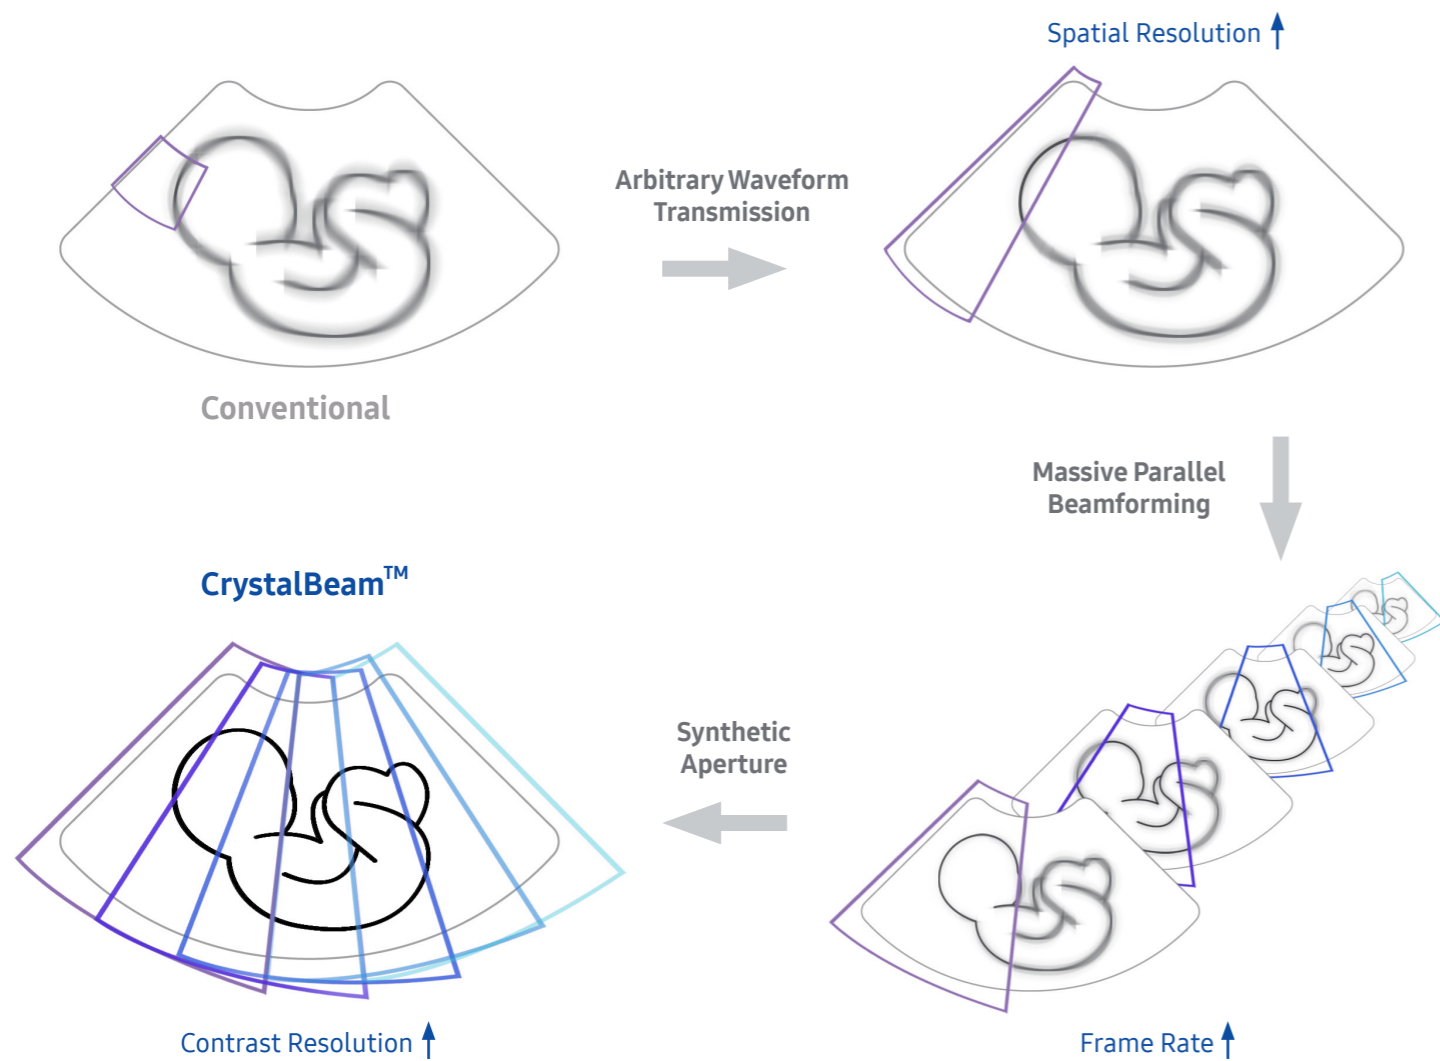 Spatial Resolution
Arbitrary Waveform
Transmission
Conventional
Massive Parallel
Beamforming
CrystalBeam™
Synthetic
Aperture
Contrast Resolution
Frame Rate